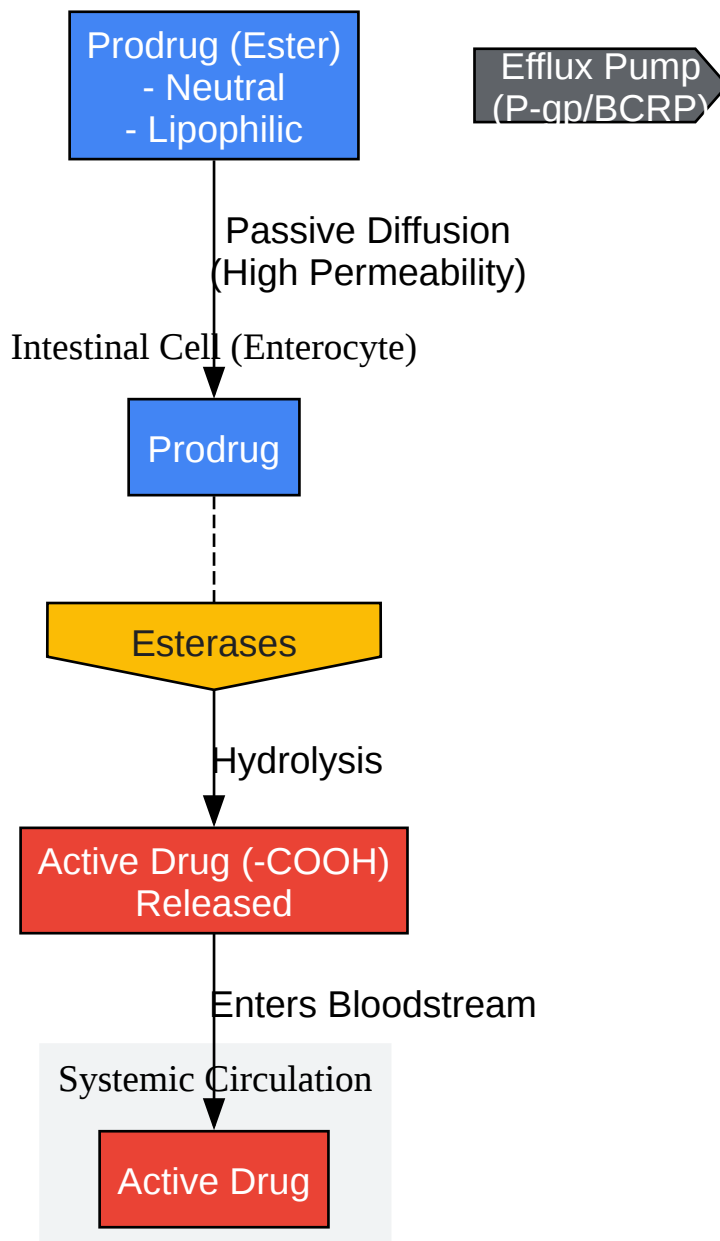 Prodrug (Ester)
- Neutral
- Lipophilic
Efflux Pump
(P-gp/BCRP)
Passive Diffusion
(High Permeability)
Intestinal Cell (Enterocyte)
Prodrug
Esterases
Hydrolysis
Active Drug (-COOH)
Released
Enters Bloodstream
Systemic Circulation
Active Drug